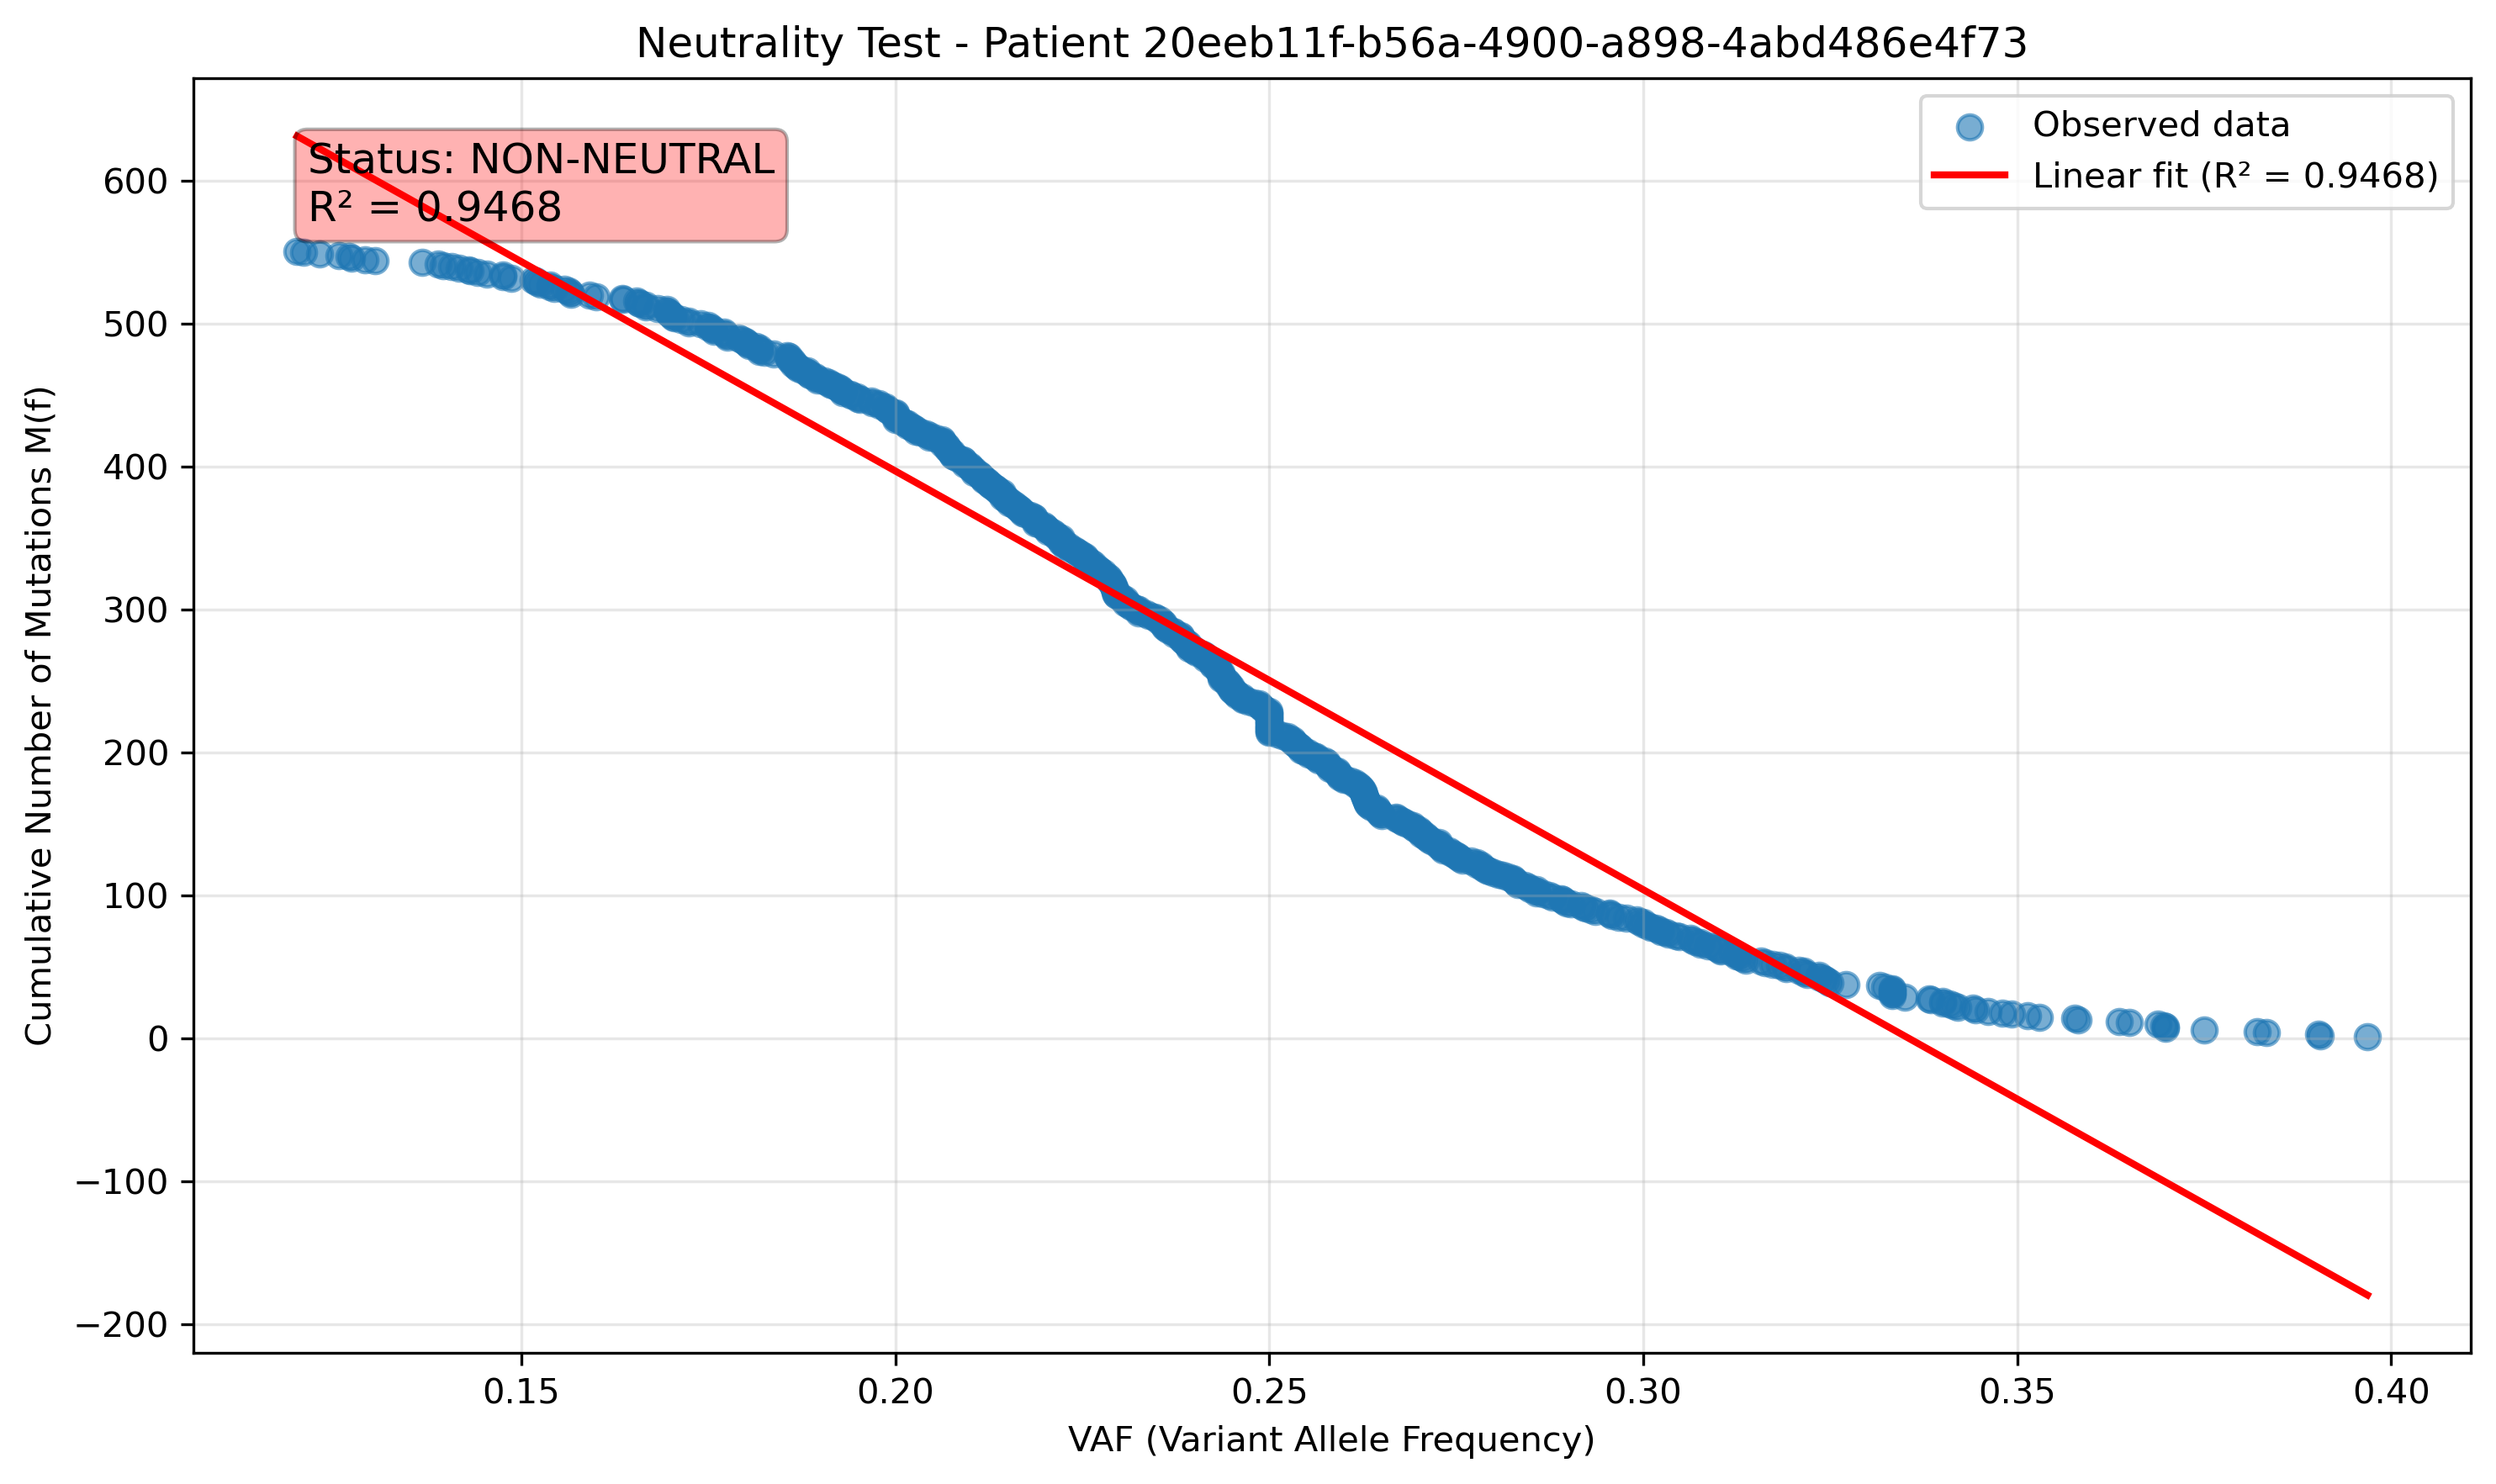 Neutrality Test - Patient 20eeb11f-b56a-4900-a898-4abd486e4f73
Observed data
Linear fit (R² = 0.9468)
Status: NON-NEUTRAL
R² = 0.9468
Cumulative Number of Mutations M(f)
600
500
400
300
200
100
0
−100
−200
0.15
0.20
0.25
0.30
0.35
0.40
VAF (Variant Allele Frequency)